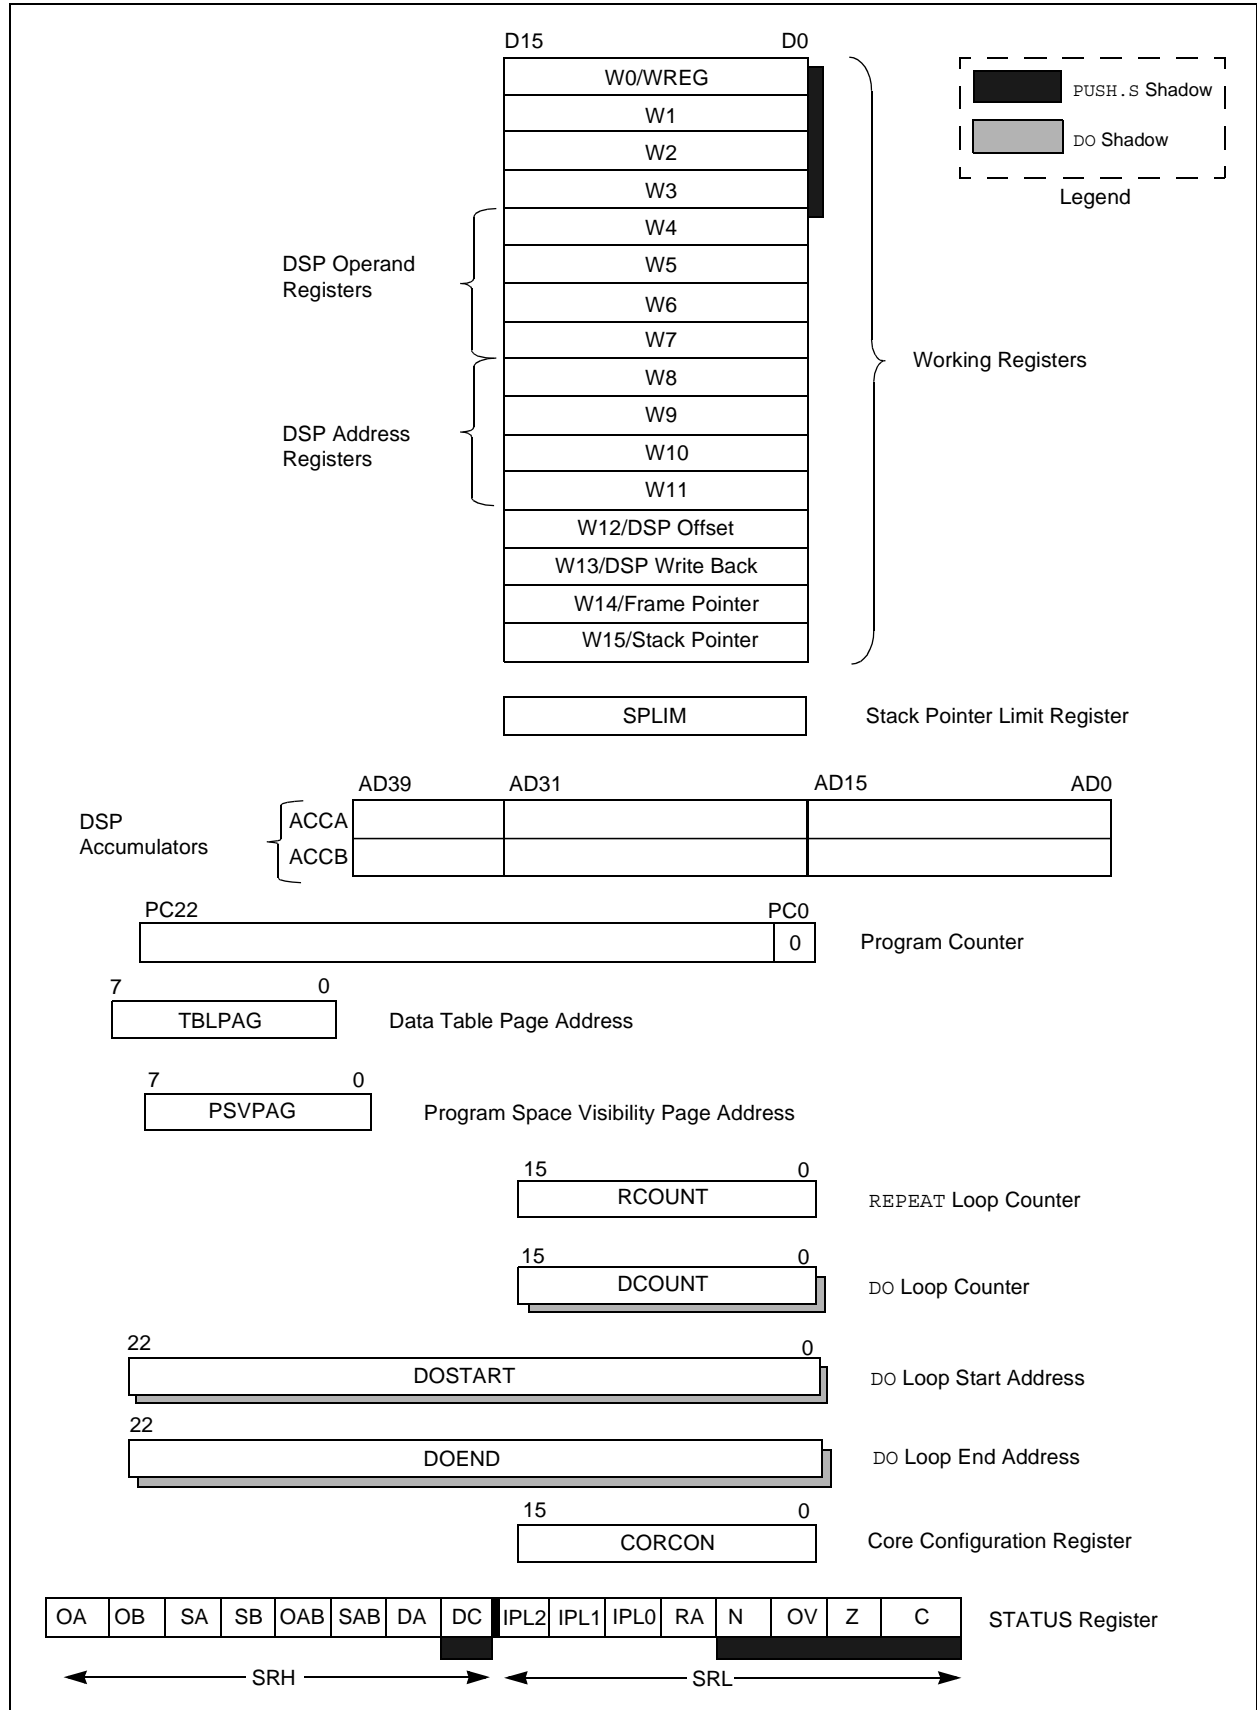 D15 D0
W0/WREG
W1
W2
W3
W4
W5
W6
W7
W8
W9
W10
W11
W12/DSP Offset
W13/DSP Write Back
W14/Frame Pointer
W15/Stack Pointer
PUSH.S Shadow
DO Shadow
Legend
DSP Operand
Registers
DSP Address
Registers
Working Registers
SPLIM Stack Pointer Limit Register
AD39 AD31 AD15 AD0
DSP
Accumulators
ACCA
ACCB
PC22 PC0
0 Program Counter
7 0
TBLPAG Data Table Page Address
7 0
PSVPAG Program Space Visibility Page Address
15 0
RCOUNT REPEAT Loop Counter
15 0
DCOUNT DO Loop Counter
22 0
DOSTART DO Loop Start Address
22
DOEND DO Loop End Address
15 0
CORCON Core Configuration Register
OA OB SA SB OAB SAB DA DC IPL2 IPL1 IPL0 RA N OV Z C STATUS Register
SRH SRL